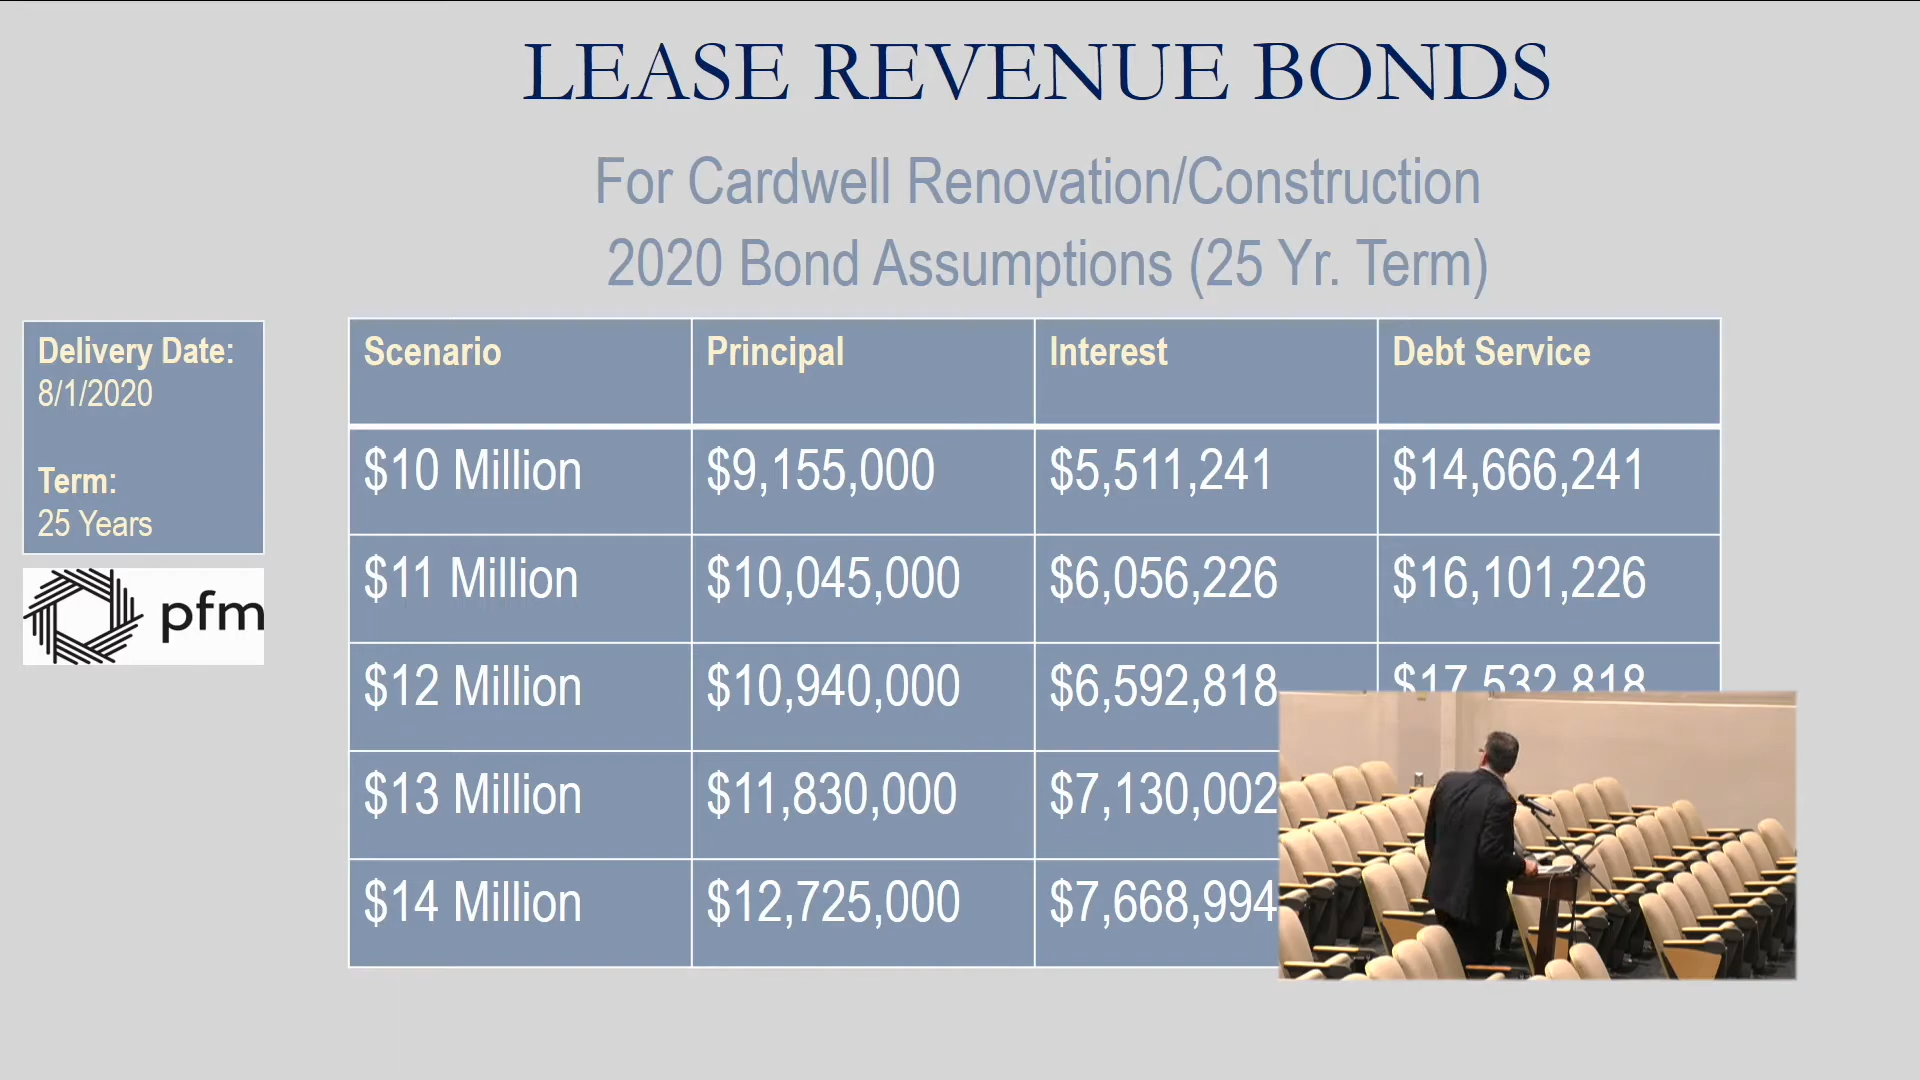 LEASE REVENUE BONDS
For Cardwell Renovation/Construction
2020 Bond Assumptions (25 Yr. Term)
Delivery Date:
8/1/2020
Term:
25 Years
pfm
Scenario Principal Interest Debt Service
$10 Million $9,155,000 $5,511,241 $14,666,241
$11 Million $10,045,000 $6,056,226 $16,101,226
$12 Million $10,940,000 $6,592,818 $17,532,818
$13 Million $11,830,000 $7,130,002
$14 Million $12,725,000 $7,668,994